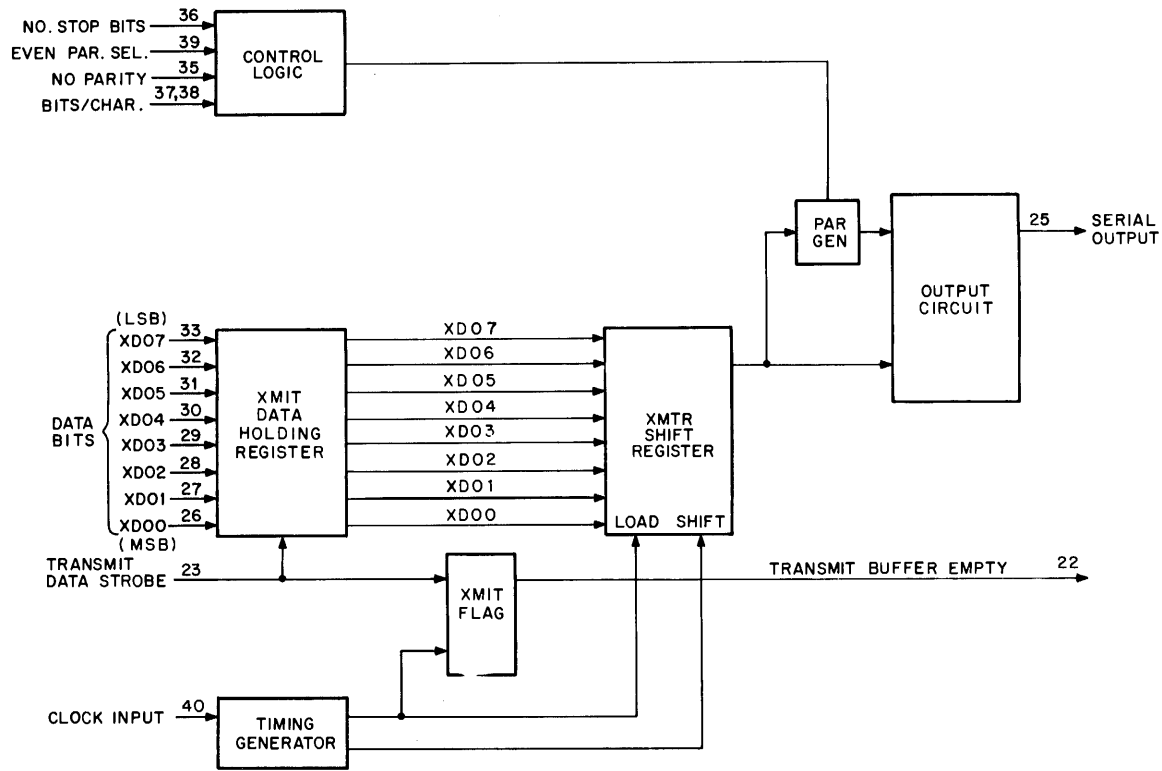 NO. STOP BITS 36
EVEN PAR. SEL. 39
NO PARITY 35
BITS/CHAR. 37,38
CONTROL
LOGIC
PAR
GEN
OUTPUT
CIRCUIT
25
SERIAL
OUTPUT
DATA
BITS
(LSB)
XD07 33
XD06 32
XD05 31
XD04 30
XD03 29
XD02 28
XD01 27
XD00 26
(MSB)
XMIT
DATA
HOLDING
REGISTER
XD07
XD06
XD05
XD04
XD03
XD02
XD01
XD00
XMTR
SHIFT
REGISTER
LOAD SHIFT
TRANSMIT
DATA STROBE 23
XMIT
FLAG
TRANSMIT BUFFER EMPTY 22
CLOCK INPUT 40
TIMING
GENERATOR